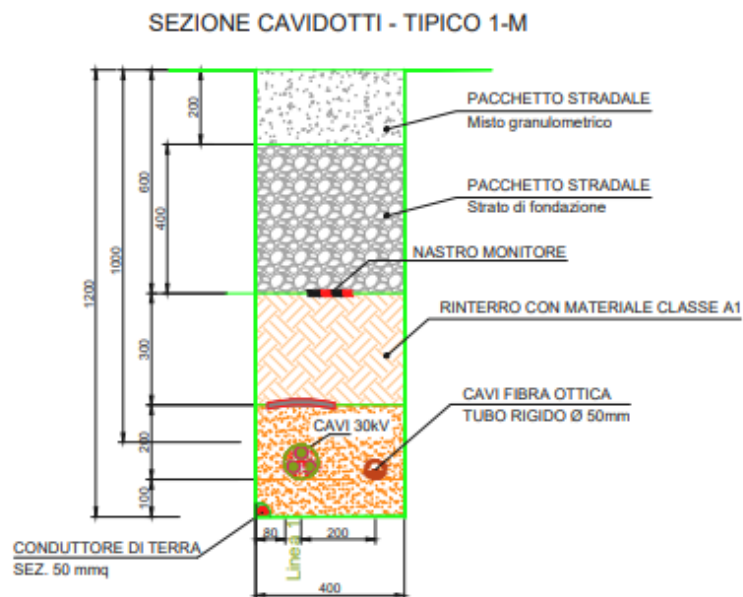 SEZIONE CAVIDOTTI - TIPICO 1-M
200
PACCHETTO STRADALE
Misto granulometrico
600
400
PACCHETTO STRADALE
Strato di fondazione
1000
1200
NASTRO MONITORE
300
RINTERRO CON MATERIALE CLASSE A1
CAVI FIBRA OTTICA
TUBO RIGIDO Ø 50mm
CAVI 30kV
200
100
CONDUTTORE DI TERRA
SEZ. 50 mmq
80
Linea 1
200
400